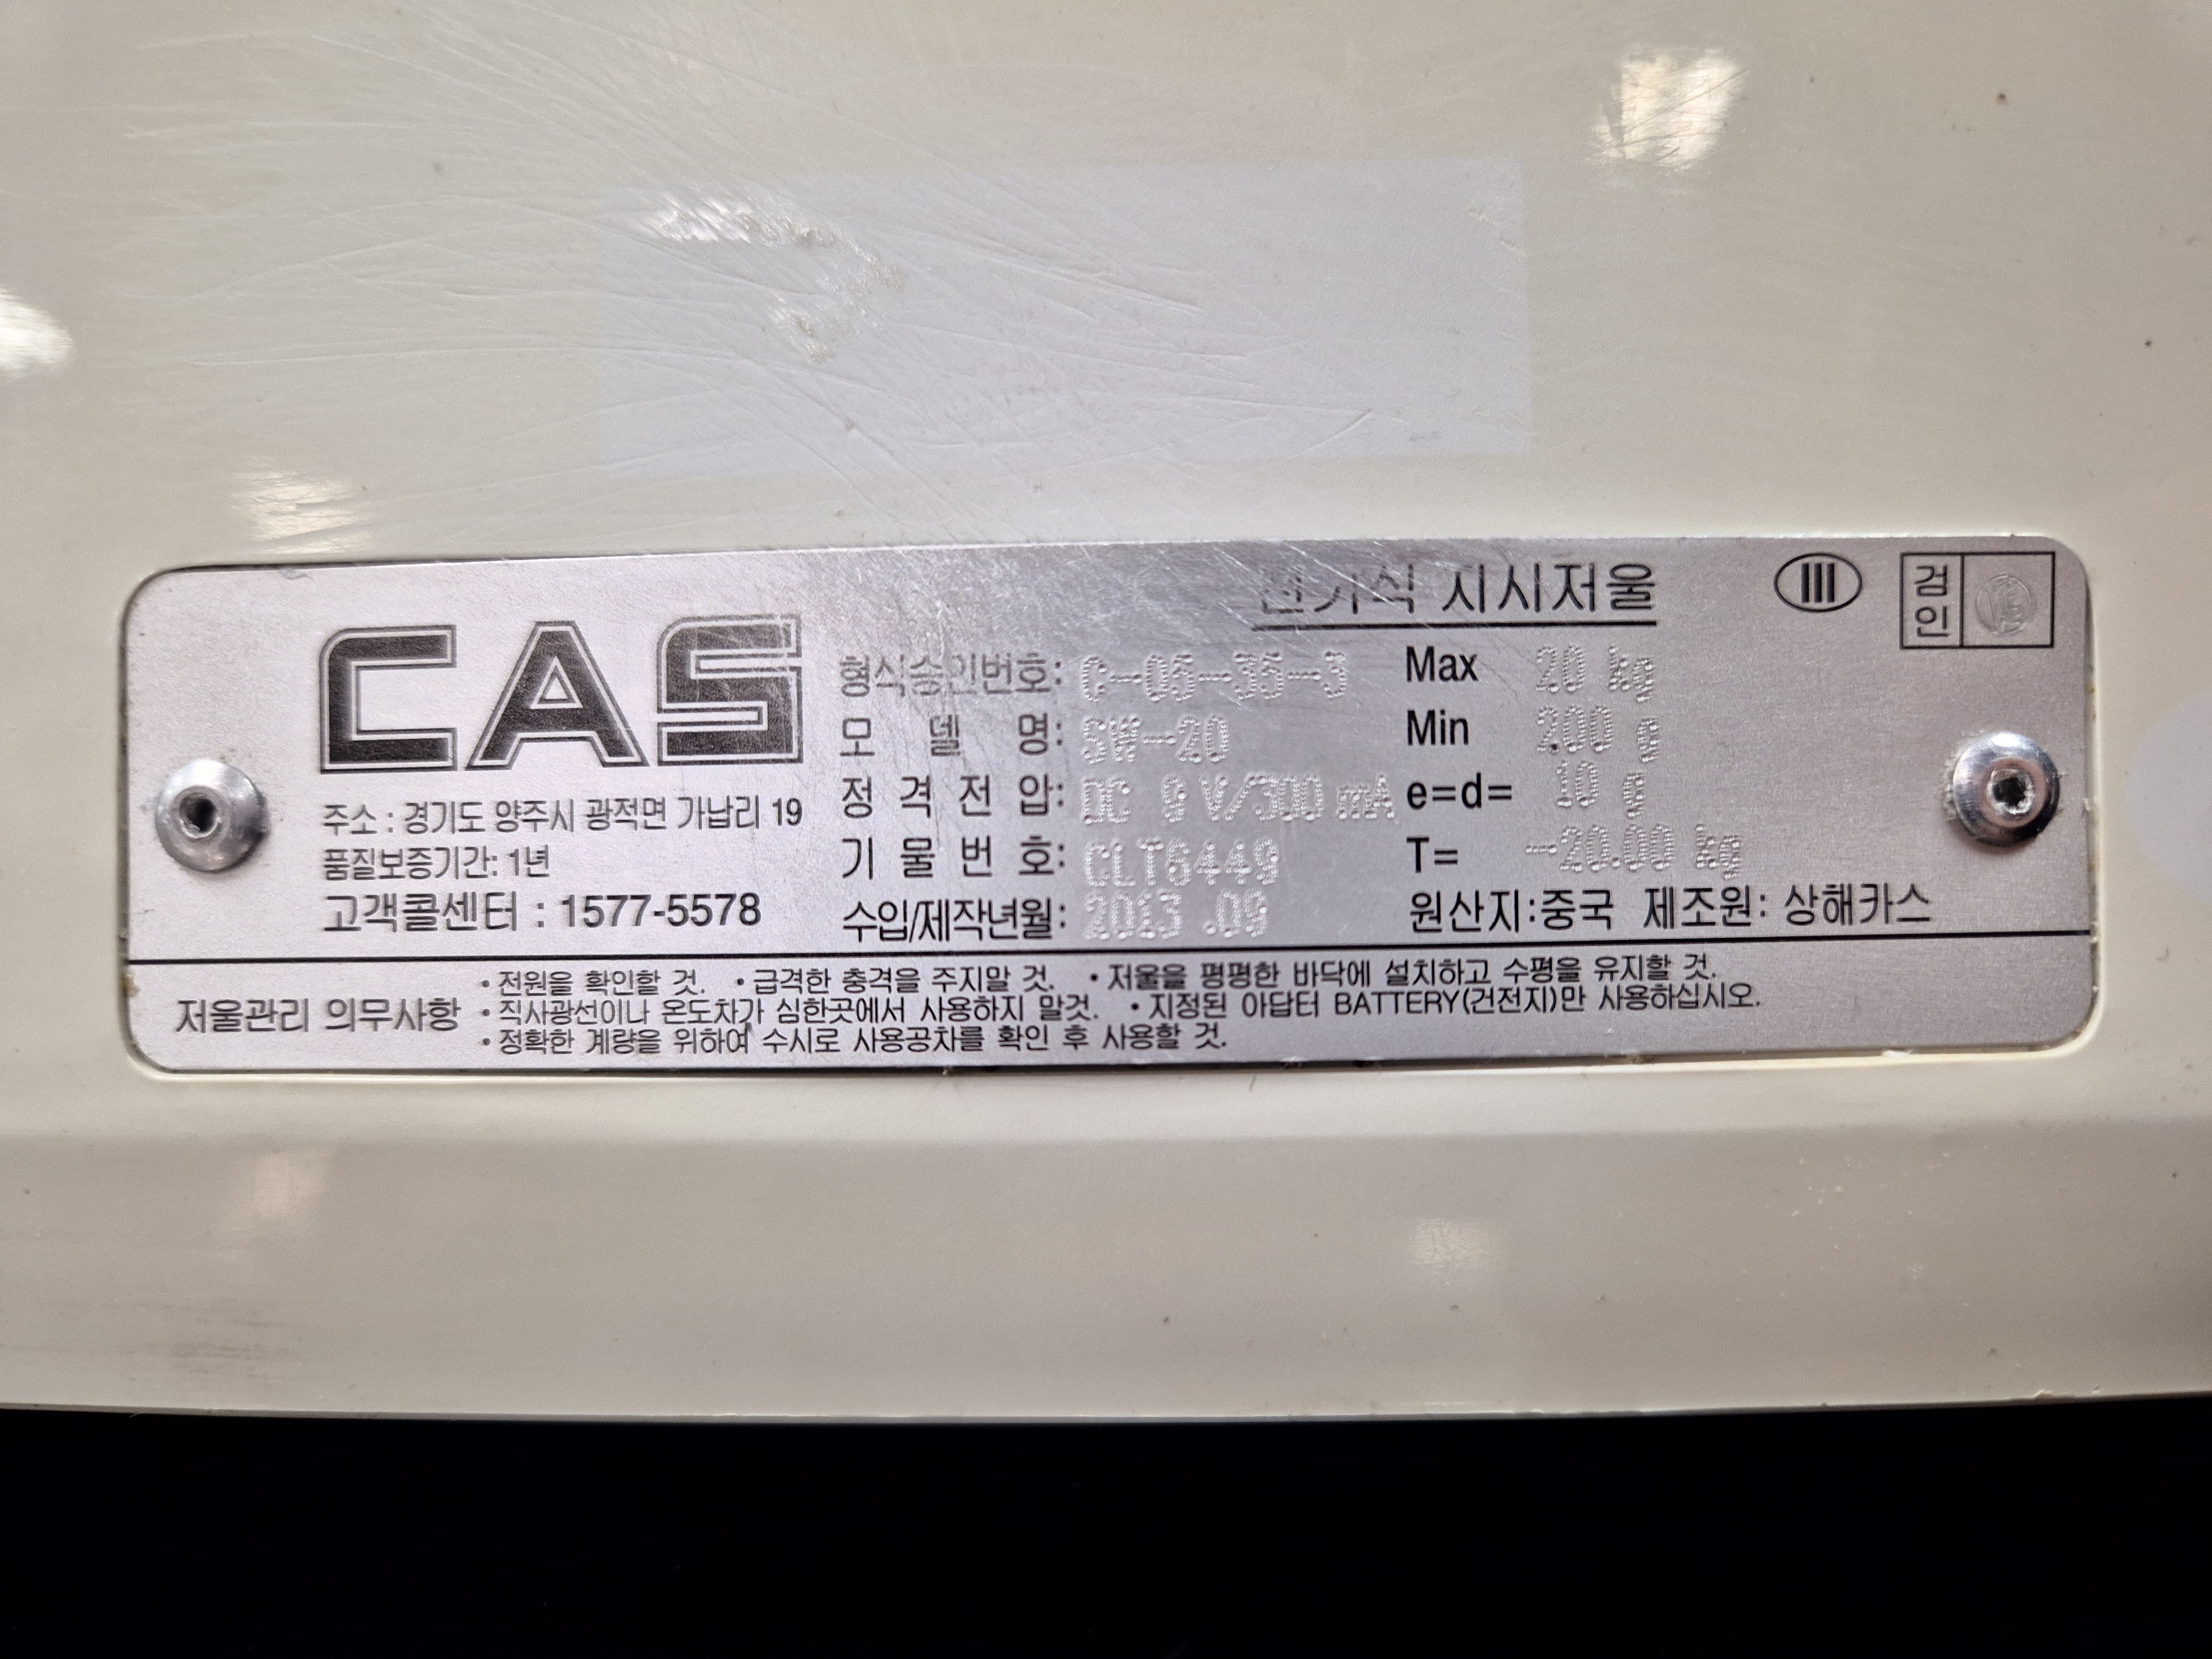 전기식 지시저울
III
검인
CAS
형식승인번호: C-05-35-3
Max 20 kg
모 델 명: SW-20
Min 200 g
정 격 전 압: DC 9 V/300 mA
e=d= 10 g
주소 : 경기도 양주시 광적면 가납리 19
기 물 번 호: CLT6449
T= -20.00 kg
품질보증기간: 1년
고객콜센터 : 1577-5578
수입/제작년월: 2013 .09
원산지:중국 제조원: 상해카스
저울관리 의무사항
• 전원을 확인할 것. • 급격한 충격을 주지말 것. • 저울을 평평한 바닥에 설치하고 수평을 유지할 것.
• 직사광선이나 온도차가 심한곳에서 사용하지 말것. • 지정된 아답터 BATTERY(건전지)만 사용하십시오.
• 정확한 계량을 위하여 수시로 사용공차를 확인 후 사용할 것.